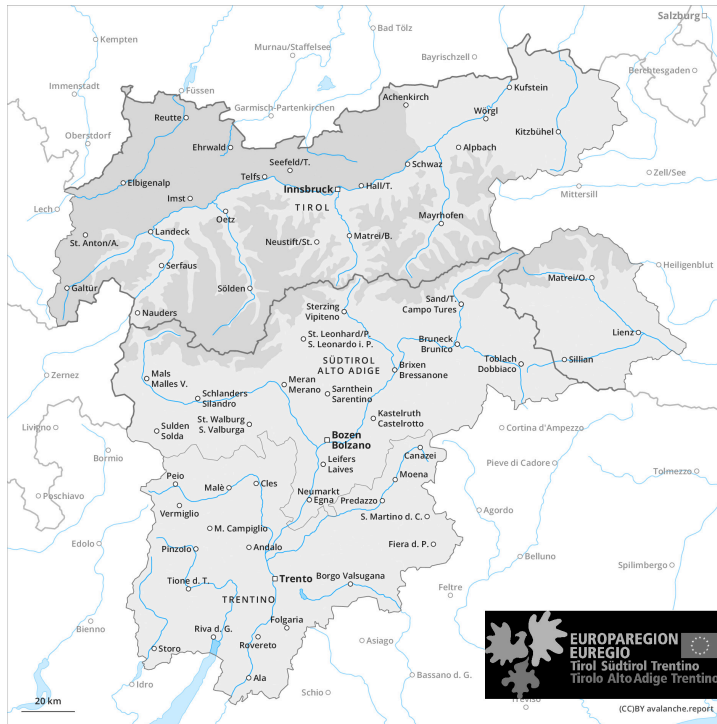 Salzburg
Kempten
Bad Tölz
Murnau/Staffelsee
Bayrischzell
Berchtesgaden
Immenstadt
Füssen
Garmisch-Partenkirchen
Achenkirch
Kufstein
Reutte
Wörgl
Oberstdorf
Kitzbühel
Ehrwald
Alpbach
Seefeld/T.
Schwaz
Zell/See
Telfs
Elbigenalp
Innsbruck
Hall/T.
Mittersill
Imst
TIROL
Lech
Oetz
Mayrhofen
Landeck
Matrei/B.
St. Anton/A.
Neustift/St.
Serfaus
Heiligenblut
Matrei/O.
Galtür
Sölden
Sand/T.
Campo Tures
Nauders
Sterzing
Vipiteno
Lienz
St. Leonhard/P.
S. Leonardo i. P.
Bruneck
Brunico
SÜDTIROL
ALTO ADIGE
Toblach
Dobbiaco
Sillian
Zernez
Mals
Malles V.
Brixen
Bressanone
Meran
Merano
Schlanders
Silandro
Sarnthein
Sarentino
Livigno
St. Walburg
S. Valburga
Kastelruth
Castelrotto
Sulden
Solda
Cortina d'Ampezzo
Bozen
Bolzano
Bormio
Canazei
Leifers
Laives
Pieve di Cadore
Tolmezzo
Peio
Moena
Malè
Cles
Poschiavo
Neumarkt
Egna
Predazzo
Vermiglio
Agordo
S. Martino d. C.
M. Campiglio
Edolo
Fiera d. P.
Pinzolo
Andalo
Belluno
Spilimbergo
Tione d. T.
Trento
Borgo Valsugana
Feltre
TRENTINO
Folgaria
Bienno
Riva d. G.
Asiago
Storo
Rovereto
EUROPAREGION
EUREGIO
Tirol Südtirol Trentino
Tirolo Alto Adige Trentino
Idro
Ala
Bassano d. G.
Schio
Treviso
20 km
(CC)BY avalanche.report